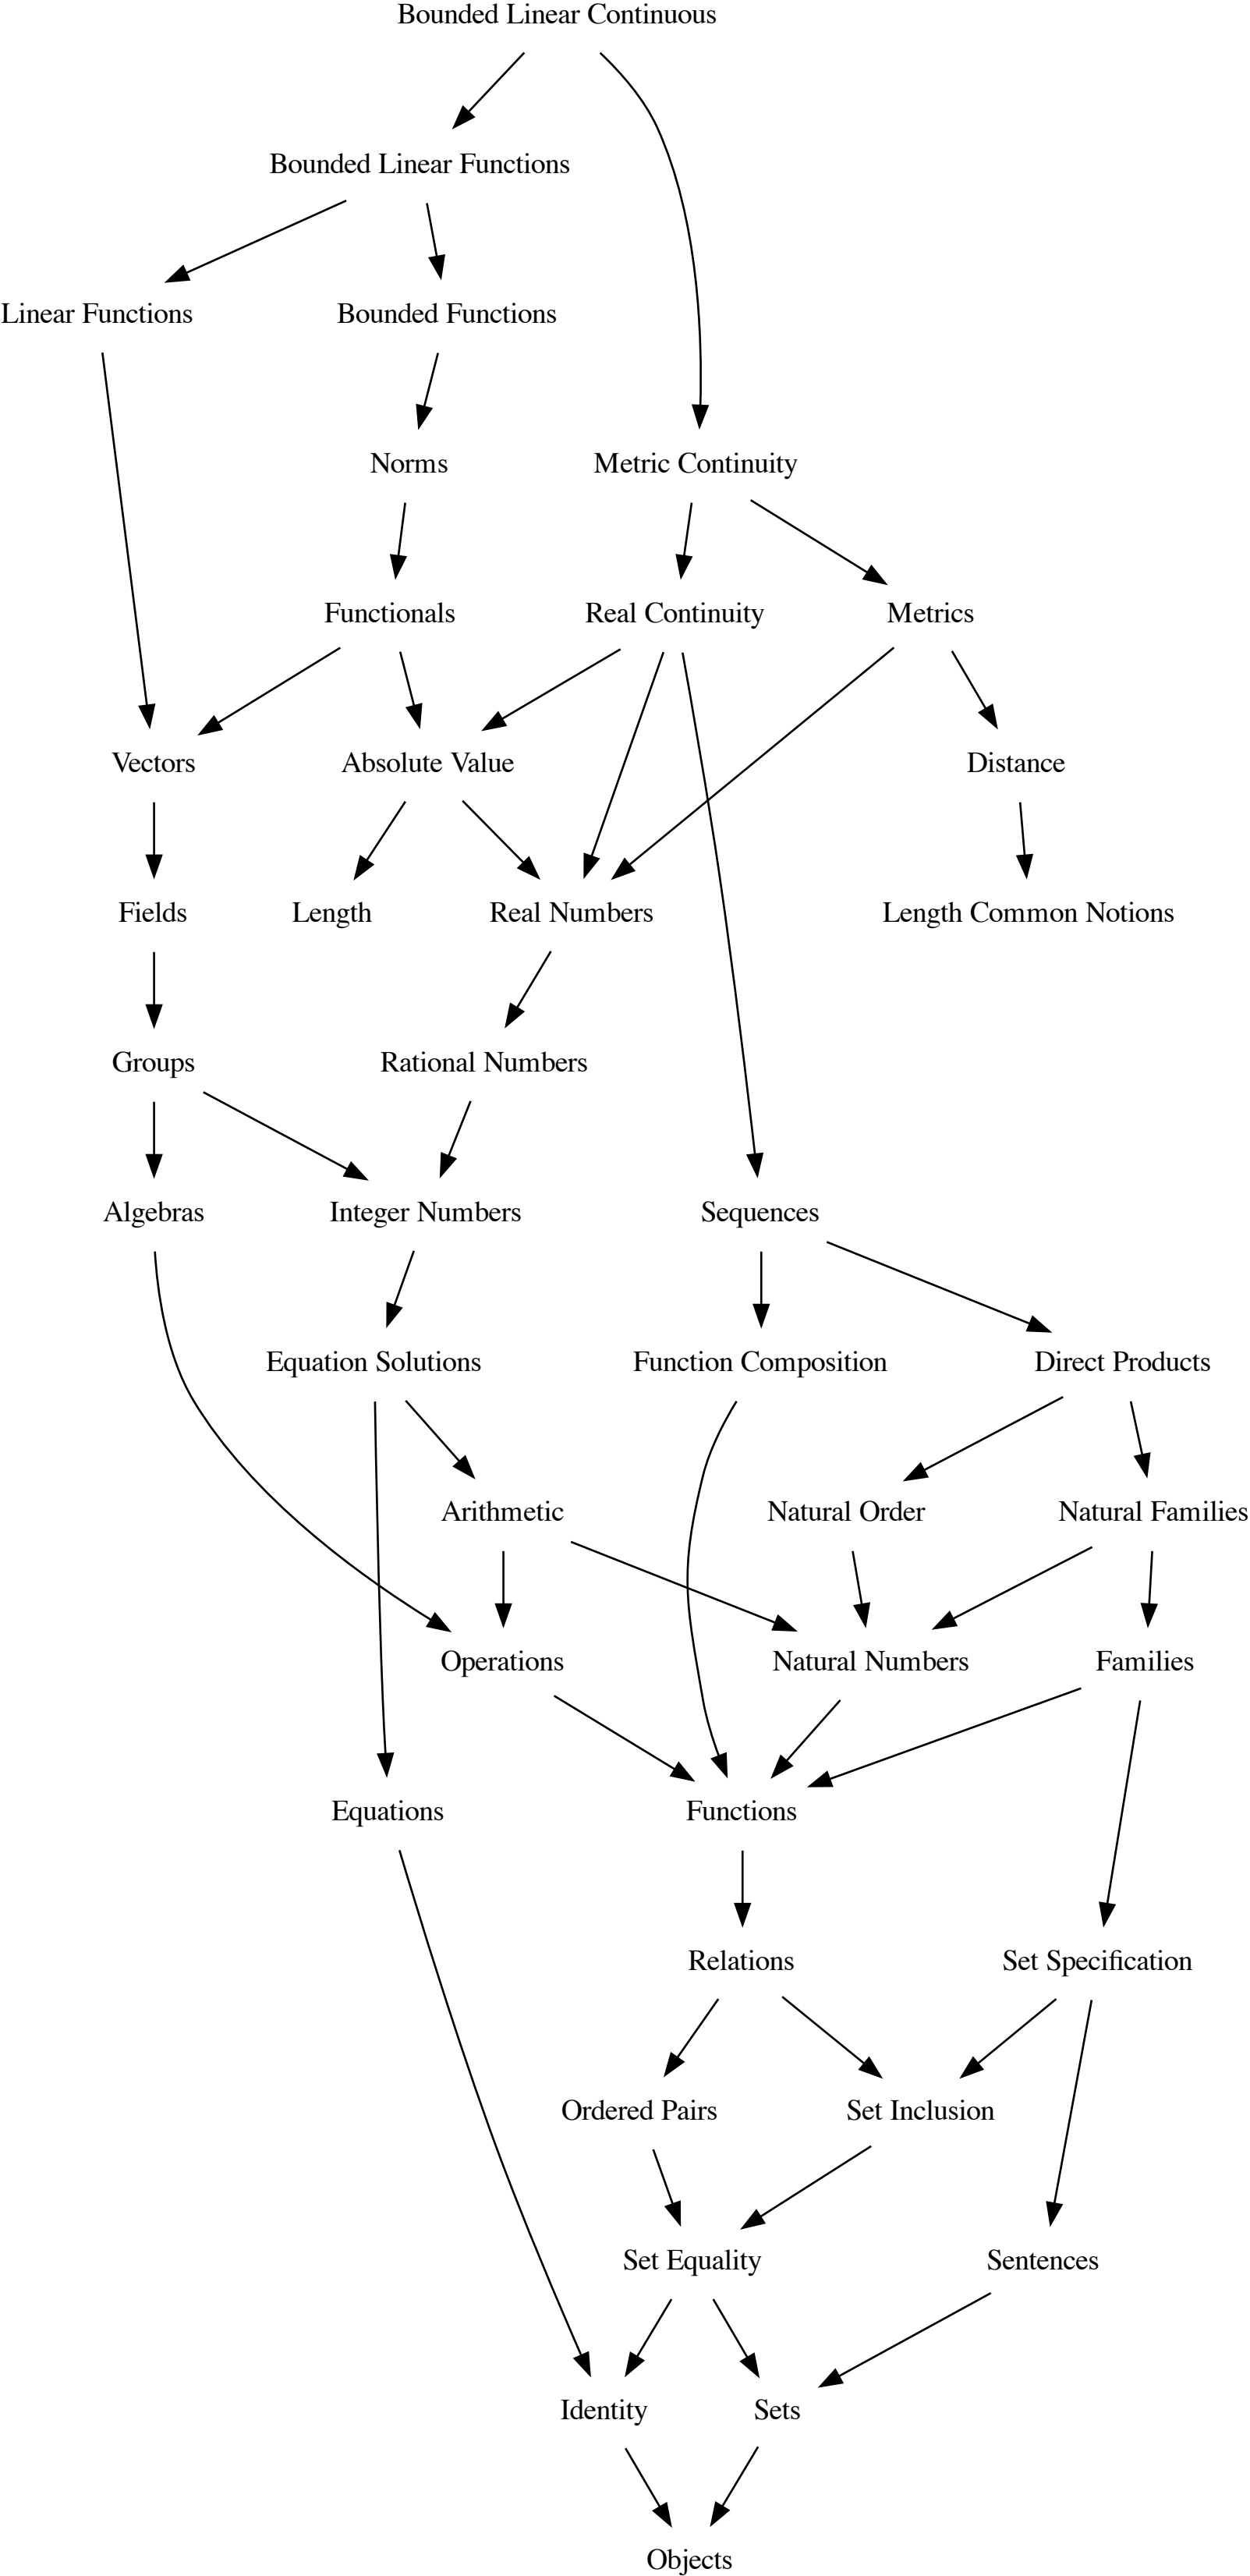 Bounded Linear Continuous
Bounded Linear Functions
Linear Functions
Bounded Functions
Norms
Metric Continuity
Functionals
Real Continuity
Metrics
Vectors
Absolute Value
Distance
Fields
Length
Real Numbers
Length Common Notions
Groups
Rational Numbers
Algebras
Integer Numbers
Sequences
Equation Solutions
Function Composition
Direct Products
Arithmetic
Natural Order
Natural Families
Operations
Natural Numbers
Families
Equations
Functions
Relations
Set Specification
Ordered Pairs
Set Inclusion
Set Equality
Sentences
Identity
Sets
Objects